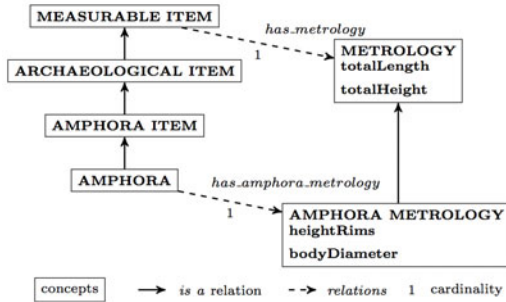 MEASURABLE ITEM
has_metrology
1
METROLOGY
totalLength
totalHeight
ARCHAEOLOGICAL ITEM
AMPHORA ITEM
AMPHORA
has_amphora_metrology
1
AMPHORA METROLOGY
heightRims
bodyDiameter
concepts is a relation relations 1 cardinality